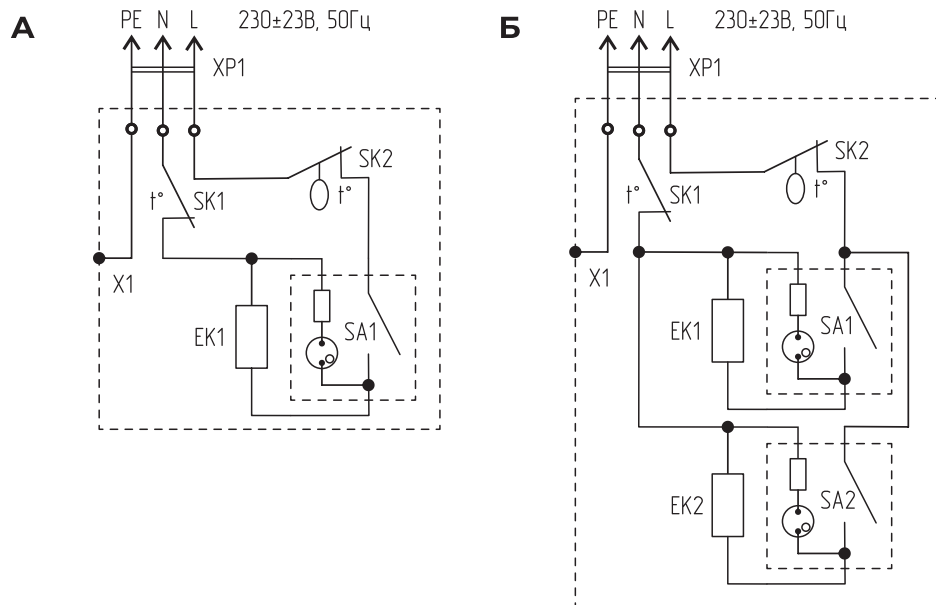 А
PE N L 230±23В, 50Гц
XP1
SK2
t°
t°
SK1
X1
EK1
SA1
Б
PE N L 230±23В, 50Гц
XP1
SK2
t°
t°
SK1
X1
EK1
SA1
EK2
SA2